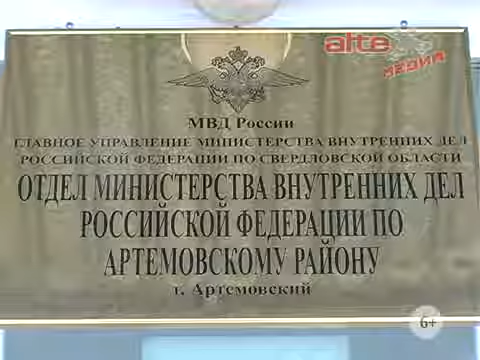 alte
МЕДИА
МВД России
ГЛАВНОЕ УПРАВЛЕНИЕ МИНИСТЕРСТВА ВНУТРЕННИХ ДЕЛ
РОССИЙСКОЙ ФЕДЕРАЦИИ ПО СВЕРДЛОВСКОЙ ОБЛАСТИ
ОТДЕЛ МИНИСТЕРСТВА ВНУТРЕННИХ ДЕЛ
РОССИЙСКОЙ ФЕДЕРАЦИИ ПО
АРТЕМОВСКОМУ РАЙОНУ
г. Артемовский
6+